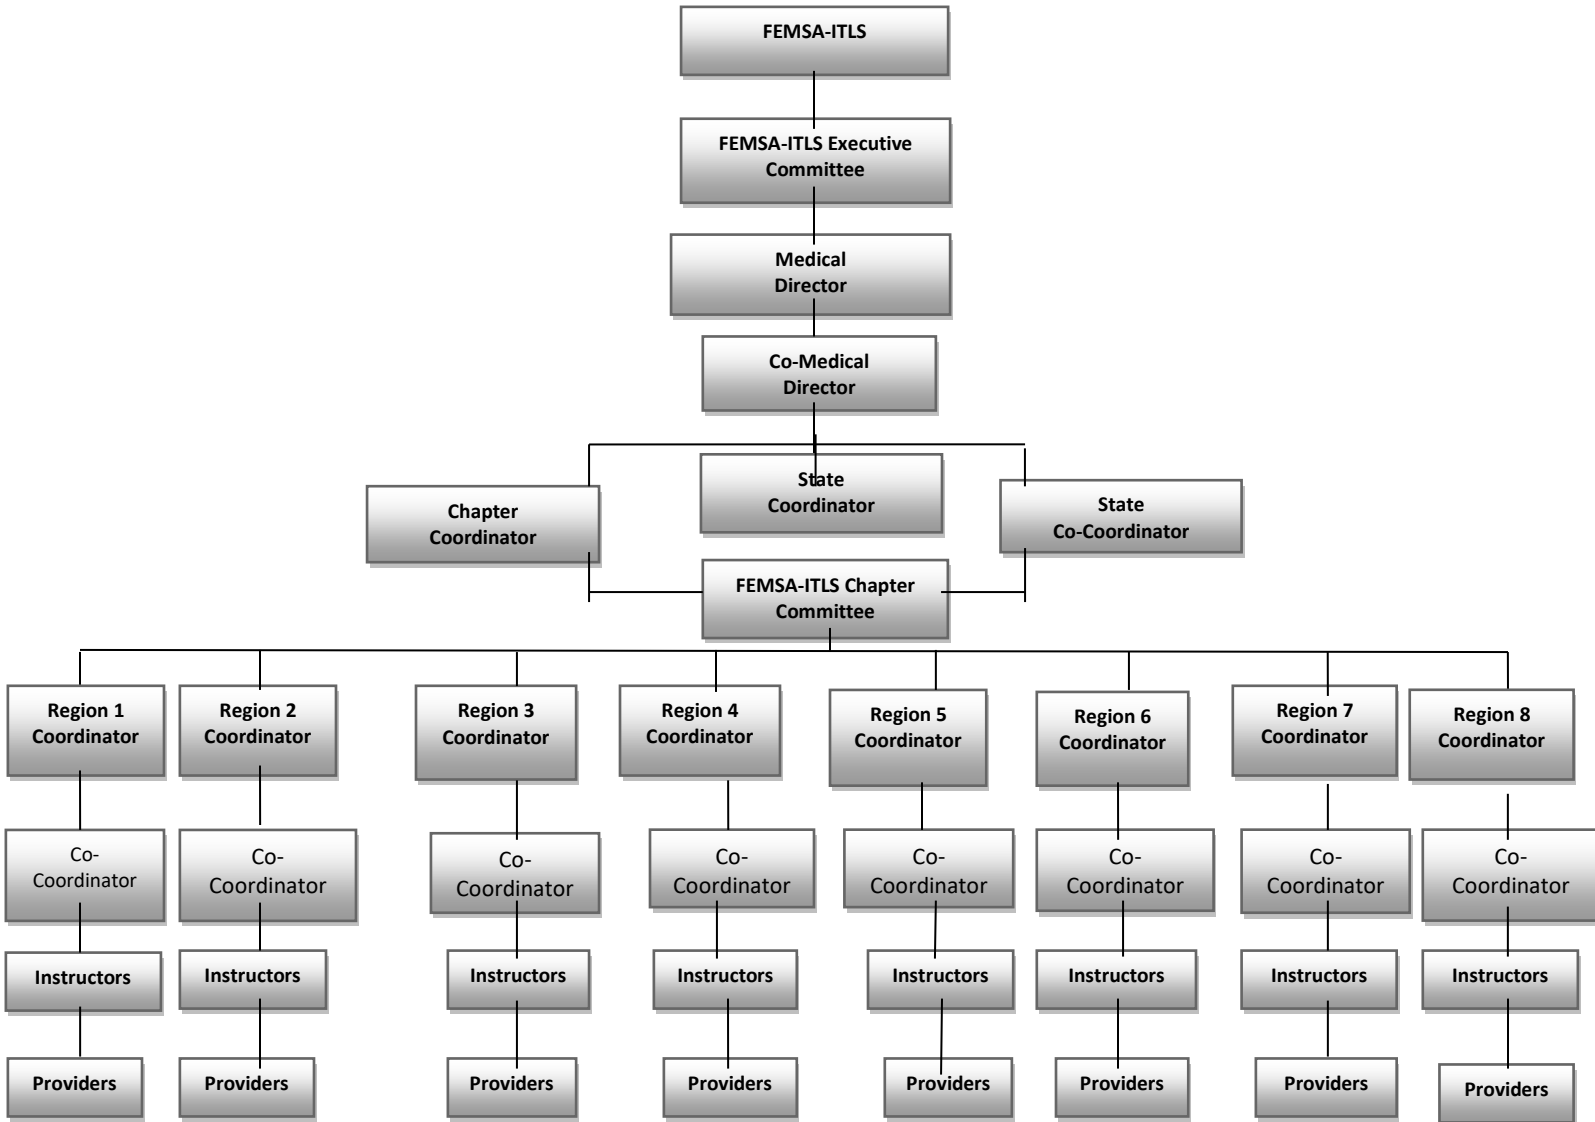 FEMSA-ITLS
FEMSA-ITLS Executive
Committee
Medical
Director
Co-Medical
Director
State
Coordinator
Chapter
Coordinator
State
Co-Coordinator
FEMSA-ITLS Chapter
Committee
Region 1
Coordinator
Region 2
Coordinator
Region 3
Coordinator
Region 4
Coordinator
Region 5
Coordinator
Region 6
Coordinator
Region 7
Coordinator
Region 8
Coordinator
Co-
Coordinator
Co-
Coordinator
Co-
Coordinator
Co-
Coordinator
Co-
Coordinator
Co-
Coordinator
Co-
Coordinator
Co-
Coordinator
Instructors
Instructors
Instructors
Instructors
Instructors
Instructors
Instructors
Instructors
Providers
Providers
Providers
Providers
Providers
Providers
Providers
Providers